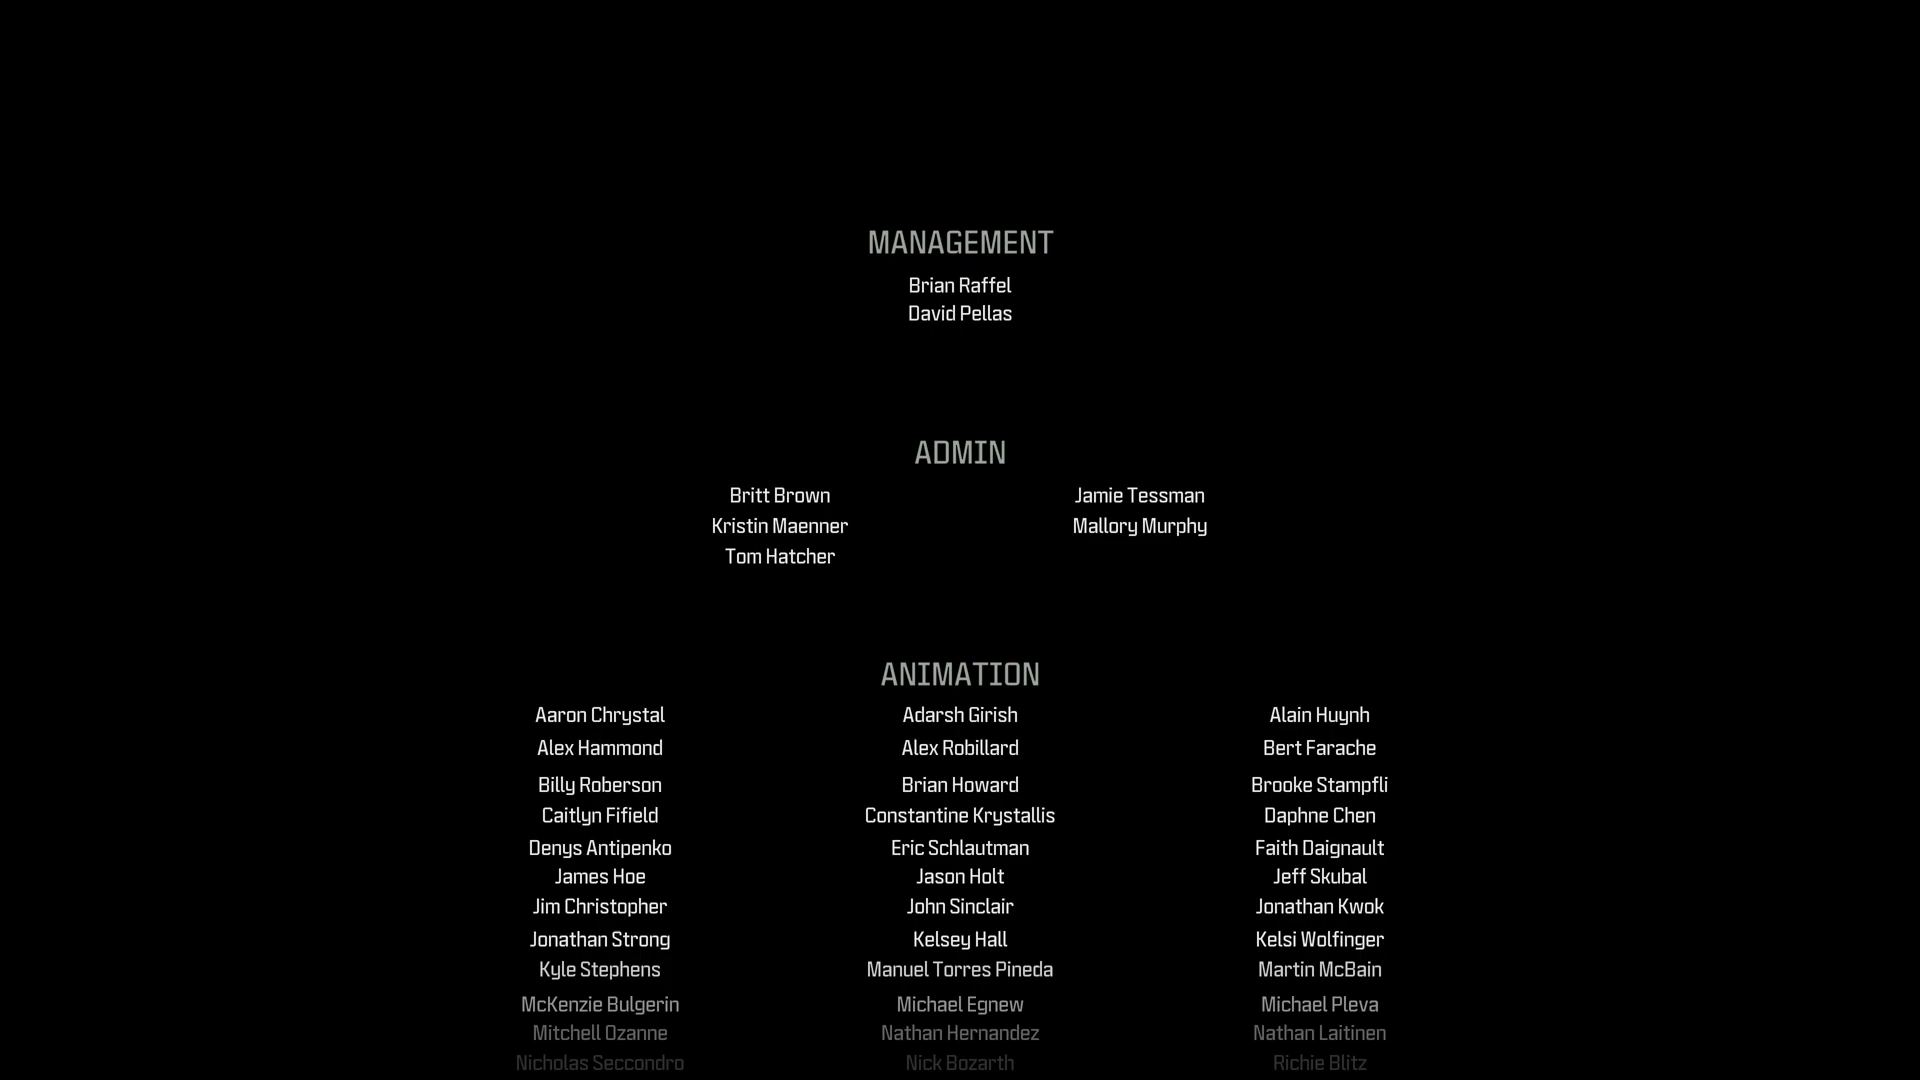 MANAGEMENT
Brian Raffel
David Pellas
ADMIN
Britt Brown Jamie Tessman
Kristin Maenner Mallory Murphy
Tom Hatcher
ANIMATION
Aaron Chrystal Adarsh Girish Alain Huynh
Alex Hammond Alex Robillard Bert Farache
Billy Roberson Brian Howard Brooke Stampfli
Caitlyn Fifield Constantine Krystallis Daphne Chen
Denys Antipenko Eric Schlautman Faith Daignault
James Hoe Jason Holt Jeff Skubal
Jim Christopher John Sinclair Jonathan Kwok
Jonathan Strong Kelsey Hall Kelsi Wolfinger
Kyle Stephens Manuel Torres Pineda Martin McBain
McKenzie Bulgerin Michael Egnew Michael Pleva
Mitchell Ozanne Nathan Hernandez Nathan Laitinen
Nicholas Seccondro Nick Bozarth Richie Blitz